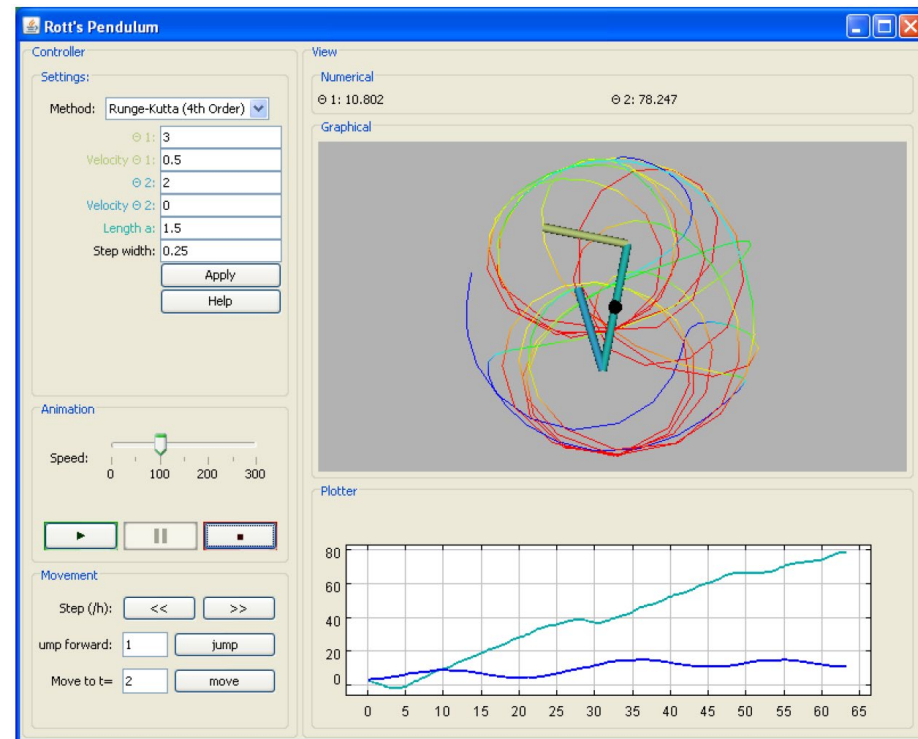 Rott's Pendulum
Controller
Settings:
Method: Runge-Kutta (4th Order)
Θ 1: 3
Velocity Θ 1: 0.5
Θ 2: 2
Velocity Θ 2: 0
Length a: 1.5
Step width: 0.25
Apply
Help
Animation
Speed:
0 100 200 300
Movement
Step (/h): << >>
ump forward: 1 jump
Move to t= 2 move
View
Numerical
Θ 1: 10.802 Θ 2: 78.247
Graphical
Plotter
80
60
40
20
0
0 5 10 15 20 25 30 35 40 45 50 55 60 65